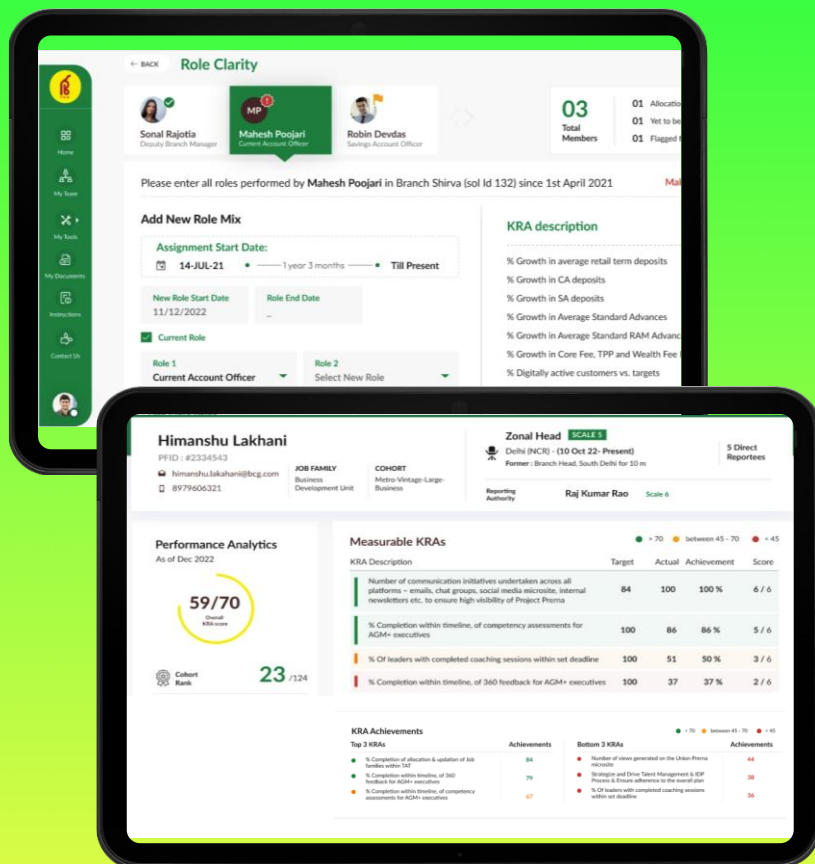 ← BACK Role Clarity
Sonal Rajotia
Deputy Branch Manager
MP
Mahesh Poojari
Current Account Officer
Robin Devdas
Savings Account Officer
03
Total
Members
01 Allocatio
01 Yet to be
01 Flagged
Home
My Team
My Tools
My Documents
Instructions
Contact Us
Please enter all roles performed by Mahesh Poojari in Branch Shirva (sol Id 132) since 1st April 2021
Add New Role Mix
Assignment Start Date:
14-JUL-21 1 year 3 months Till Present
New Role Start Date Role End Date
11/12/2022 _
Current Role
Role 1 Role 2
Current Account Officer Select New Role
KRA description
% Growth in average retail term deposits
% Growth in CA deposits
% Growth in SA deposits
% Growth in Average Standard Advances
% Growth in Average Standard RAM Advanc
% Growth in Core Fee, TPP and Wealth Fee
% Digitally active customers vs. targets
Himanshu Lakhani
PFID : #2334543
himanshu.lakahani@bcg.com
8979606321
JOB FAMILY
Business
Development Unit
COHORT
Metro-Vintage-Large-
Business
Zonal Head SCALE 5
Delhi (NCR) - (10 Oct 22- Present)
Former : Branch Head, South Delhi for 10 m
5 Direct
Reportees
Reporting
Authority
Raj Kumar Rao Scale 6
Performance Analytics
As of Dec 2022
59/70
Overall
KRA score
Cohort
Rank
23 /124
Measurable KRAs
> 70 between 45 - 70 < 45
KRA Description Target Actual Achievement Score
Number of communication initiatives undertaken across all
platforms – emails, chat groups, social media microsite, internal
newsletters etc. to ensure high visibility of Project Prerna
84 100 100 % 6 / 6
% Completion within timeline, of competency assessments for
AGM+ executives
100 86 86 % 5 / 6
% Of leaders with completed coaching sessions within set deadline 100 51 50 % 3 / 6
% Completion within timeline, of 360 feedback for AGM+ executives 100 37 37 % 2 / 6
KRA Achievements
> 70 between 45 - 70 < 45
Top 3 KRAs Achievements
% Completion of allocation & updation of Job
families within TAT
84
% Completion within timeline, of 360
feedback for AGM+ executives
79
% Completion within timeline, of competency
assessments for AGM+ executives
67
Bottom 3 KRAs Achievements
Number of views generated on the Union Prerna
microsite
44
Strategize and Drive Talent Management & IDP
Process & Ensure adherence to the overall plan
38
% Of leaders with completed coaching sessions
within set deadline
36